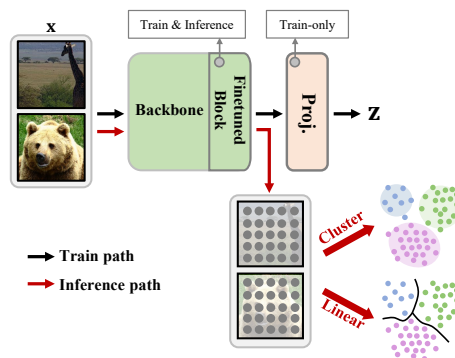 x
Train & Inference
Train-only
Backbone
Finetuned
Block
Proj.
z
Train path
Inference path
Cluster
Linear